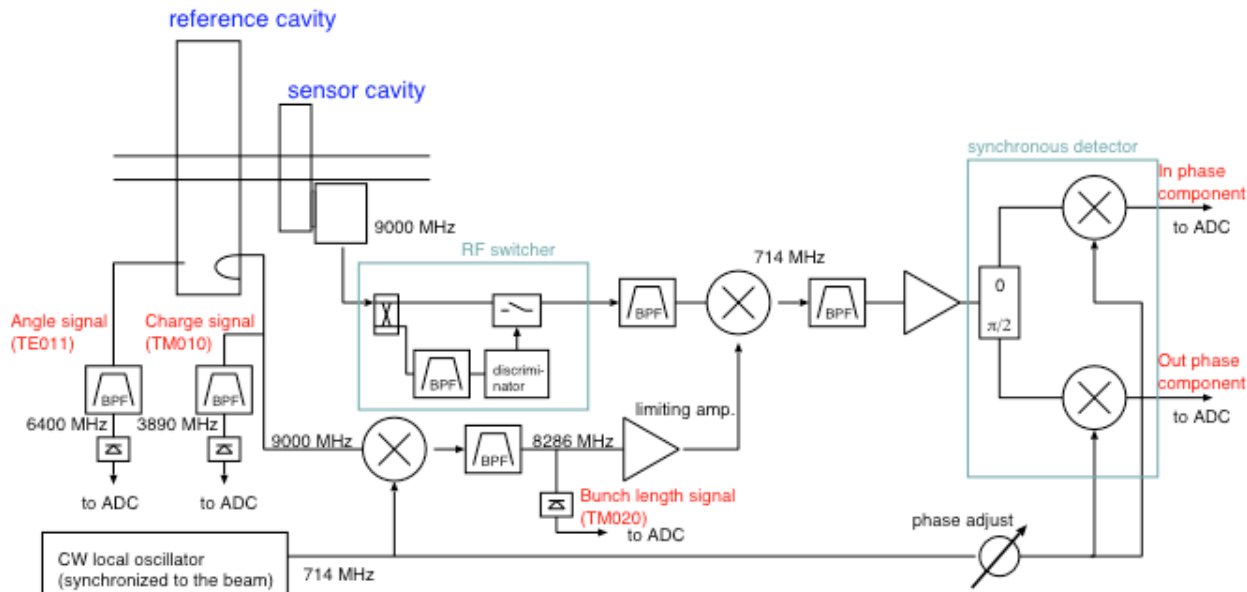 reference cavity
sensor cavity
synchronous detector
In phase
component
to ADC
9000 MHz
RF switcher
714 MHz
0
π/2
BPF
BPF
Angle signal
(TE011)
Charge signal
(TM010)
BPF
discrimi-
nator
Out phase
component
to ADC
BPF
BPF
limiting amp.
6400 MHz
3890 MHz
9000 MHz
BPF
8286 MHz
to ADC
to ADC
Bunch length signal
(TM020)
to ADC
phase adjust
CW local oscillator
(synchronized to the beam)
714 MHz